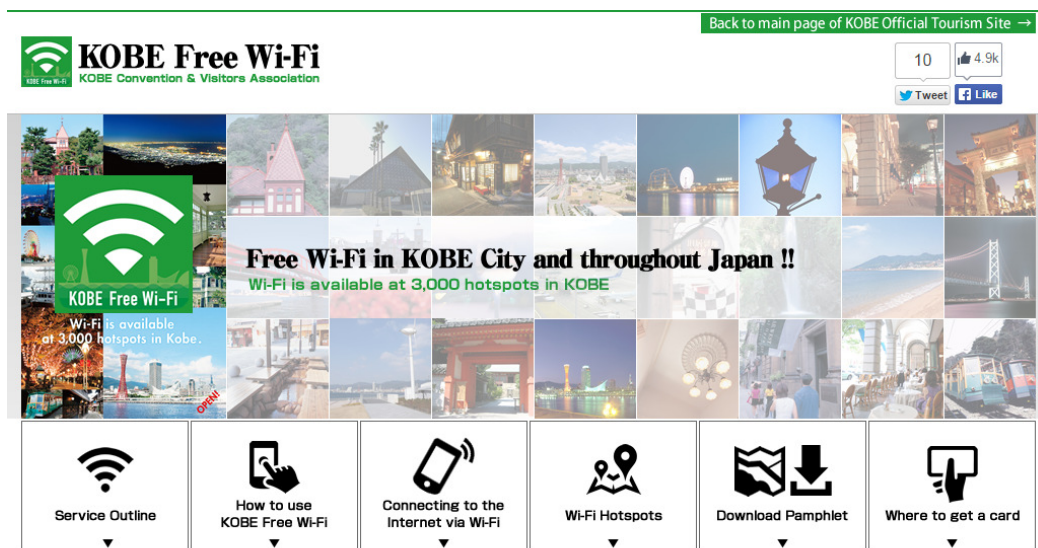 Back to main page of KOBE Official Tourism Site →
KOBE Free Wi-Fi
KOBE Convention & Visitors Association
KOBE Free Wi-Fi
10
4.9k
Tweet
Like
Free Wi-Fi in KOBE City and throughout Japan !!
Wi-Fi is available at 3,000 hotspots in KOBE
KOBE Free Wi-Fi
Wi-Fi is available
at 3,000 hotspots in Kobe.
OPEN!
Service Outline
How to use
KOBE Free Wi-Fi
Connecting to the
Internet via Wi-Fi
Wi-Fi Hotspots
Download Pamphlet
Where to get a card